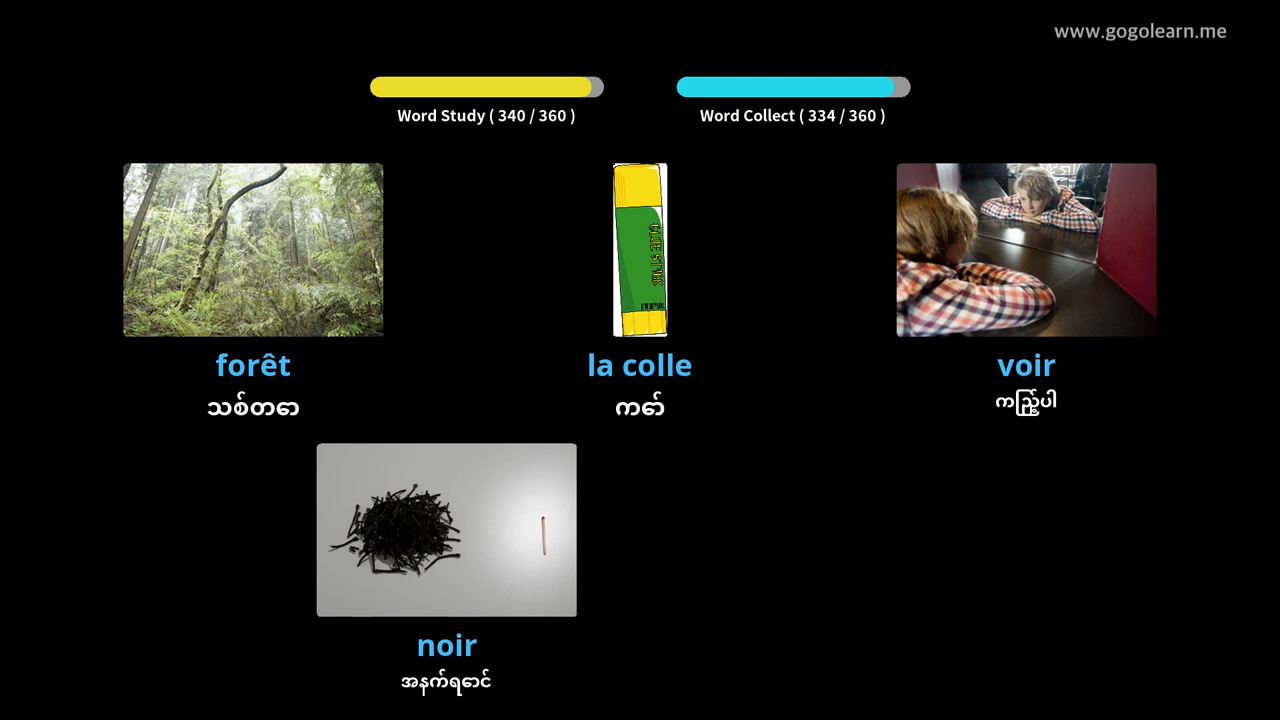 www.gogolearn.me
Word Study ( 340 / 360 )
Word Collect ( 334 / 360 )
forêt
la colle
voir
သစ်တော
ကော်
ကည့်ပါ
noir
အနက်ရောင်